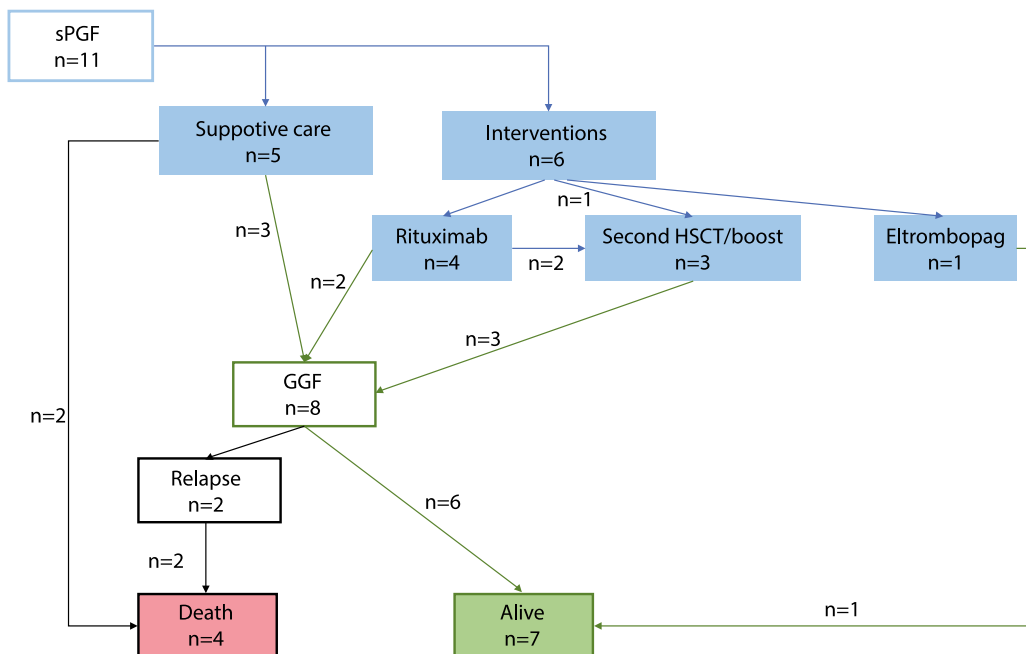 sPGF
n=11
Suppotive care
n=5
Interventions
n=6
n=1
n=3
Rituximab
n=4
n=2
Second HSCT/boost
n=3
Eltrombopag
n=1
n=2
n=3
GGF
n=8
n=2
Relapse
n=2
n=6
n=2
Death
n=4
Alive
n=7
n=1